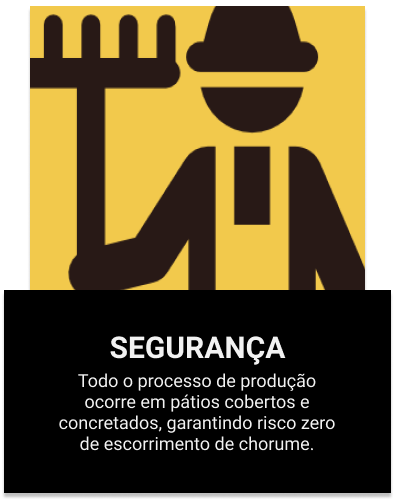 SEGURANÇA
Todo o processo de produção
ocorre em pátios cobertos e
concretados, garantindo risco zero
de escorrimento de chorume.